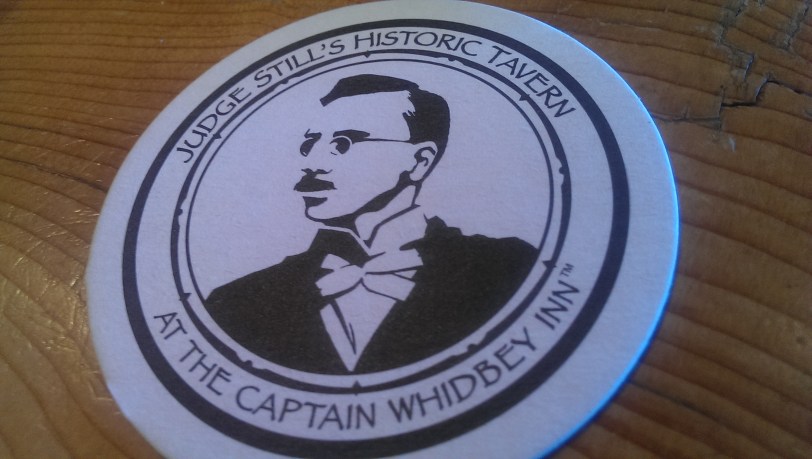 JUDGE STILL'S HISTORIC TAVERN
AT THE CAPTAIN WHIDBEY INN™